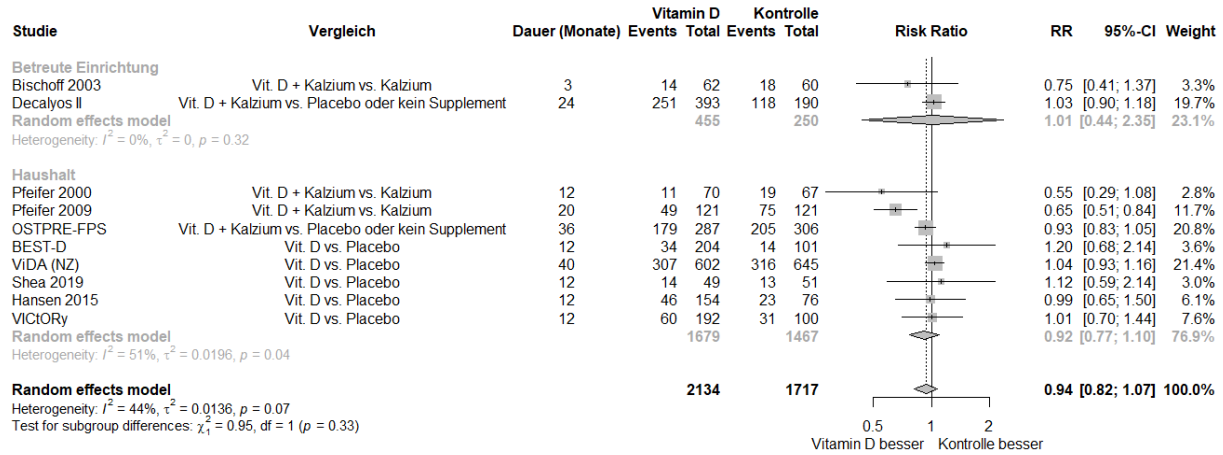 Vitamin D Kontrolle
Studie Vergleich Dauer (Monate) Events Total Events Total Risk Ratio RR 95%-CI Weight
Betreute Einrichtung
Bischoff 2003 Vit. D + Kalzium vs. Kalzium 3 14 62 18 60 0.75 [0.41; 1.37] 3.3%
Decalyos II Vit. D + Kalzium vs. Placebo oder kein Supplement 24 251 393 118 190 1.03 [0.90; 1.18] 19.7%
Random effects model 455 250 1.01 [0.44; 2.35] 23.1%
Heterogeneity: I² = 0%, τ² = 0, p = 0.32
Haushalt
Pfeifer 2000 Vit. D + Kalzium vs. Kalzium 12 11 70 19 67 0.55 [0.29; 1.08] 2.8%
Pfeifer 2009 Vit. D + Kalzium vs. Kalzium 20 49 121 75 121 0.65 [0.51; 0.84] 11.7%
OSTPRE-FPS Vit. D + Kalzium vs. Placebo oder kein Supplement 36 179 287 205 306 0.93 [0.83; 1.05] 20.8%
BEST-D Vit. D vs. Placebo 12 34 204 14 101 1.20 [0.68; 2.14] 3.6%
ViDA (NZ) Vit. D vs. Placebo 40 307 602 316 645 1.04 [0.93; 1.16] 21.4%
Shea 2019 Vit. D vs. Placebo 12 14 49 13 51 1.12 [0.59; 2.14] 3.0%
Hansen 2015 Vit. D vs. Placebo 12 46 154 23 76 0.99 [0.65; 1.50] 6.1%
VICtORy Vit. D vs. Placebo 12 60 192 31 100 1.01 [0.70; 1.44] 7.6%
Random effects model 1679 1467 0.92 [0.77; 1.10] 76.9%
Heterogeneity: I² = 51%, τ² = 0.0196, p = 0.04
Random effects model 2134 1717 0.94 [0.82; 1.07] 100.0%
Heterogeneity: I² = 44%, τ² = 0.0136, p = 0.07
Test for subgroup differences: χ²₁ = 0.95, df = 1 (p = 0.33)
0.5 1 2
Vitamin D besser Kontrolle besser